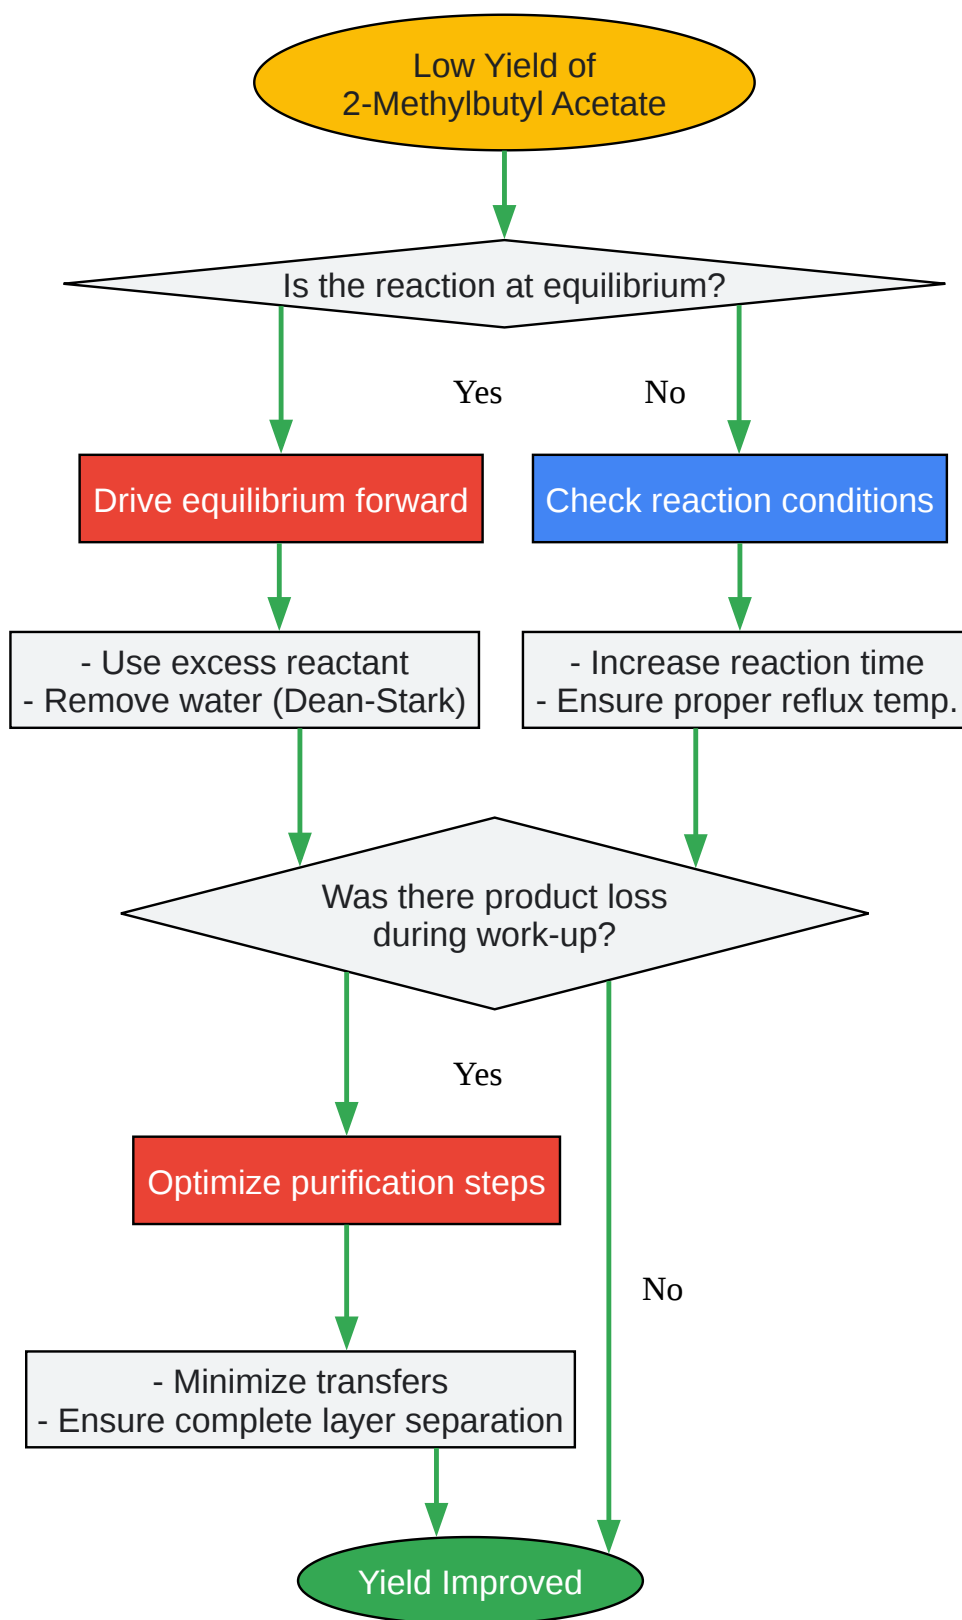 Low Yield of
2-Methylbutyl Acetate
Is the reaction at equilibrium?
Yes
No
Drive equilibrium forward
Check reaction conditions
- Use excess reactant
- Remove water (Dean-Stark)
- Increase reaction time
- Ensure proper reflux temp.
Was there product loss
during work-up?
Yes
Optimize purification steps
No
- Minimize transfers
- Ensure complete layer separation
Yield Improved